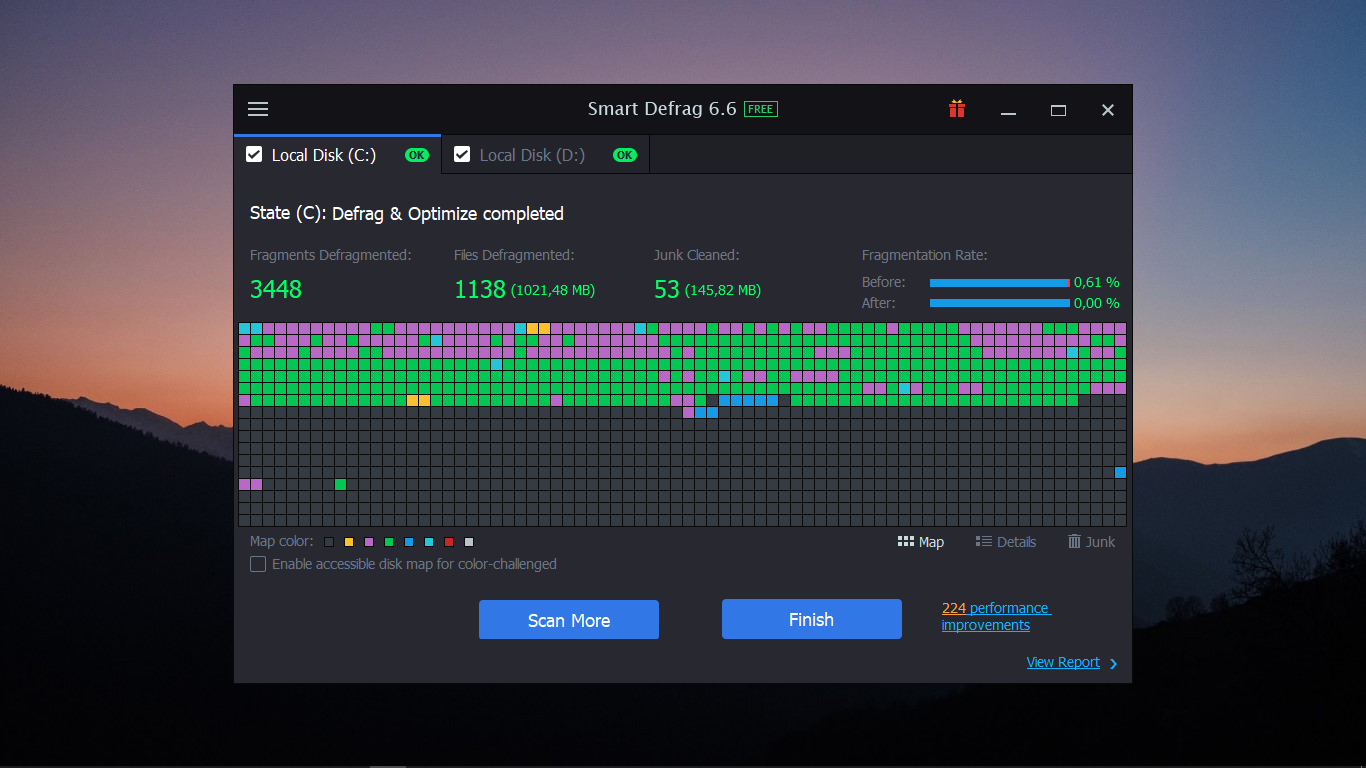 Smart Defrag 6.6 FREE
Local Disk (C:) OK Local Disk (D:) OK
State (C): Defrag & Optimize completed
Fragments Defragmented: Files Defragmented: Junk Cleaned: Fragmentation Rate:
3448 1138 (1021,48 MB) 53 (145,82 MB)
Before: 0,61 %
After: 0,00 %
Map color: Map Details Junk
Enable accessible disk map for color-challenged
Scan More Finish
224 performance
improvements
View Report